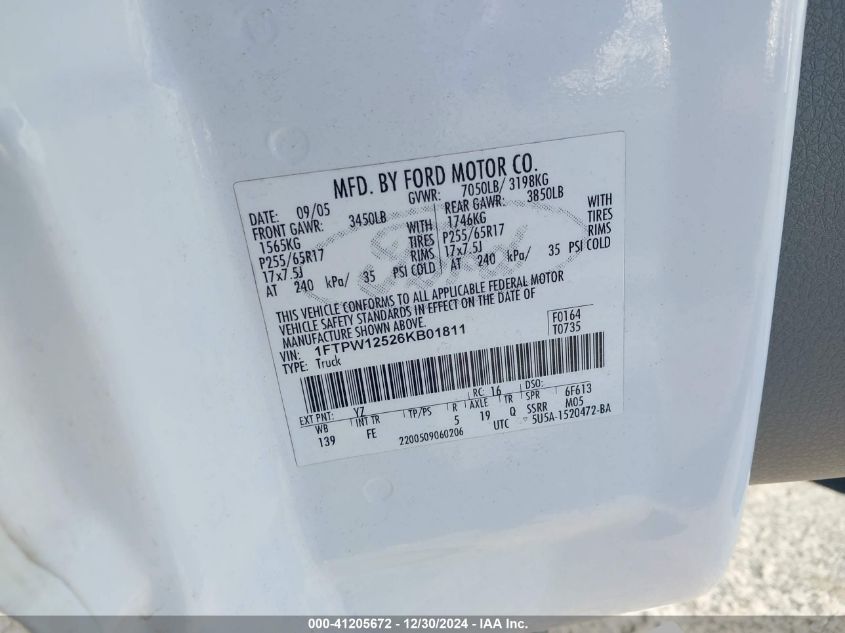 MFD. BY FORD MOTOR CO.
DATE: 09/05 GVWR: 7050LB/ 3198KG
FRONT GAWR: 3450LB REAR GAWR: 3850LB
1565KG WITH 1746KG WITH
P255/65R17 TIRES P255/65R17 TIRES
17x7.5J RIMS 17x7.5J RIMS
AT 240 kPa/ 35 PSI COLD AT 240 kPa/ 35 PSI COLD
THIS VEHICLE CONFORMS TO ALL APPLICABLE FEDERAL MOTOR
VEHICLE SAFETY STANDARDS IN EFFECT ON THE DATE OF
MANUFACTURE SHOWN ABOVE.
VIN: 1FTPW12526KB01811 F0164
TYPE: Truck T0735
EXT PNT: YZ RC: 16 DSO:
WB INT TR TP/PS R AXLE TR SPR 6F613
139 FE 5 19 Q SSRR M05
2200509060206 UTC 5U5A-1520472-BA
Ford
000-41205672 - 12/30/2024 - IAA Inc.